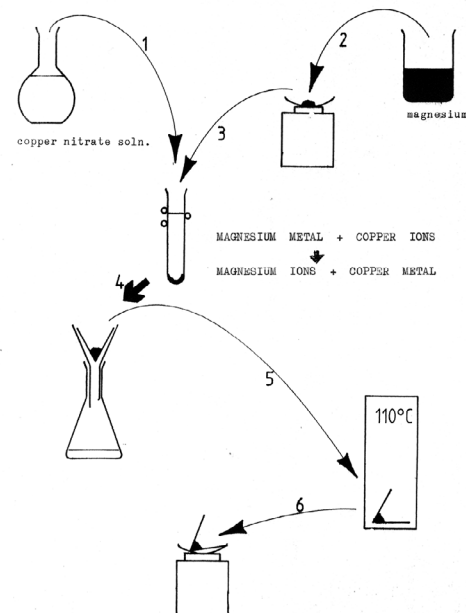 1
2
copper nitrate soln.
magnesium
3
MAGNESIUM METAL + COPPER IONS
MAGNESIUM IONS + COPPER METAL
4
5
110°C
6